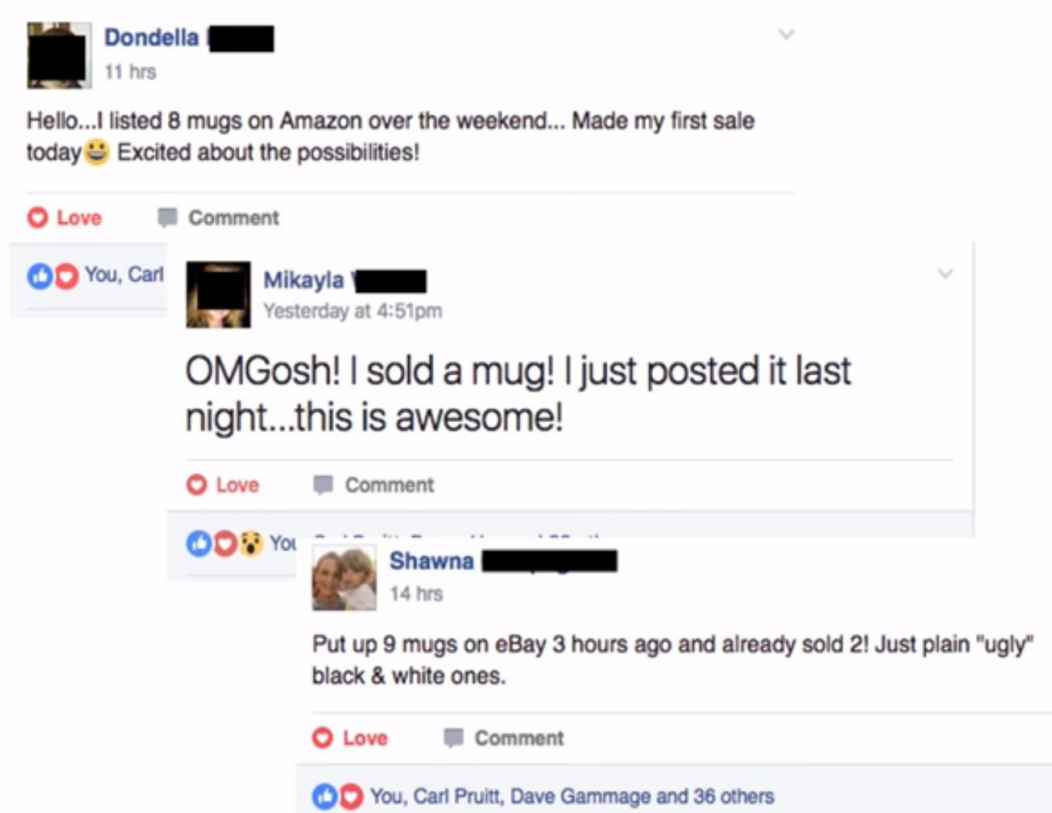 Dondella
11 hrs
Hello...I listed 8 mugs on Amazon over the weekend... Made my first sale
today😀 Excited about the possibilities!
Love Comment
You, Carl
Mikayla
Yesterday at 4:51pm
OMGosh! I sold a mug! I just posted it last
night...this is awesome!
Love Comment
You
Shawna
14 hrs
Put up 9 mugs on eBay 3 hours ago and already sold 2! Just plain "ugly"
black & white ones.
Love Comment
You, Carl Pruitt, Dave Gammage and 36 others